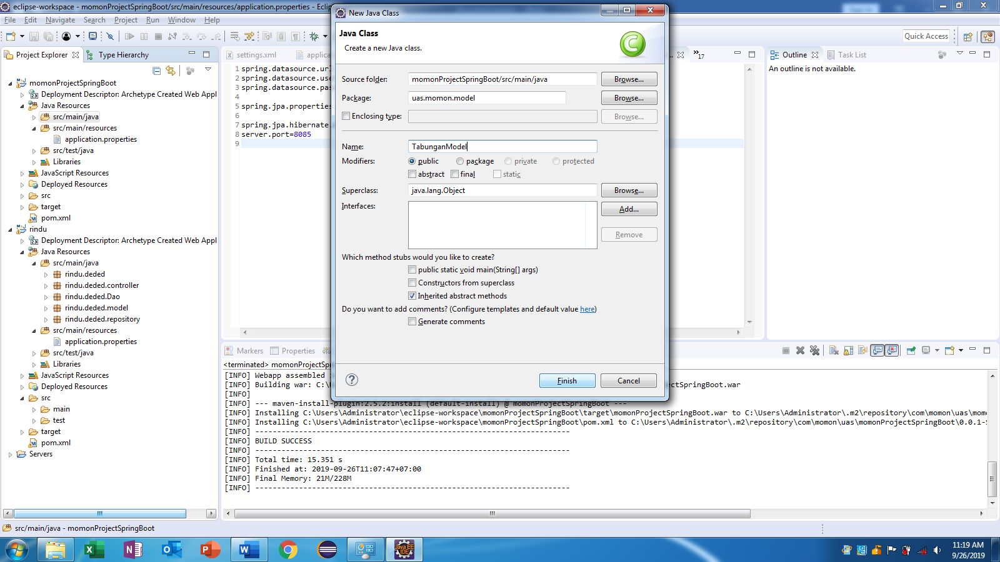 eclipse-workspace - momonProjectSpringBoot/src/main/resources/application.properties - Eclip
File Edit Navigate Search Project Run Window Help
Quick Access
Project Explorer
Type Hierarchy
momonProjectSpringBoot
Deployment Descriptor: Archetype Created Web Appl
Java Resources
src/main/java
src/main/resources
application.properties
src/test/java
Libraries
JavaScript Resources
Deployed Resources
src
target
pom.xml
rindu
Deployment Descriptor: Archetype Created Web Appl
Java Resources
src/main/java
rindu.deded
rindu.deded.controller
rindu.deded.Dao
rindu.deded.model
rindu.deded.repository
src/main/resources
application.properties
src/test/java
Libraries
JavaScript Resources
Deployed Resources
src
main
test
target
pom.xml
Servers
settings.xml
applica
17
1 spring.datasource.url
2 spring.datasource.use
3 spring.datasource.pas
4
5 spring.jpa.properties
6
7 spring.jpa.hibernate.
8 server.port=8085
9
New Java Class
Java Class
Create a new Java class.
Source folder: momonProjectSpringBoot/src/main/java Browse...
Package: uas.momon.model Browse...
Enclosing type: Browse...
Name: TabunganModel
Modifiers: public package private protected
abstract final static
Superclass: java.lang.Object Browse...
Interfaces: Add...
Remove
Which method stubs would you like to create?
public static void main(String[] args)
Constructors from superclass
Inherited abstract methods
Do you want to add comments? (Configure templates and default value here)
Generate comments
Finish Cancel
Outline
Task List
An outline is not available.
Markers
Properties
<terminated> momonProjectSpr
[INFO] Webapp assembled
[INFO] Building war: C:\U
ctSpringBoot.war
[INFO]
[INFO] --- maven-install-plugin:2.5.2:install (default-install) @ momonProjectSpringBoot ---
[INFO] Installing C:\Users\Administrator\eclipse-workspace\momonProjectSpringBoot\target\momonProjectSpringBoot.war to C:\Users\Administrator\.m2\repository\com\momon\uas\momo
[INFO] Installing C:\Users\Administrator\eclipse-workspace\momonProjectSpringBoot\pom.xml to C:\Users\Administrator\.m2\repository\com\momon\uas\momonProjectSpringBoot\0.0.1-S
[INFO] ------------------------------------------------------------------------
[INFO] BUILD SUCCESS
[INFO] ------------------------------------------------------------------------
[INFO] Total time: 15.351 s
[INFO] Finished at: 2019-09-26T11:07:47+07:00
[INFO] Final Memory: 21M/228M
[INFO] ------------------------------------------------------------------------
src/main/java - momonProjectSpringBoot
11:19 AM
9/26/2019